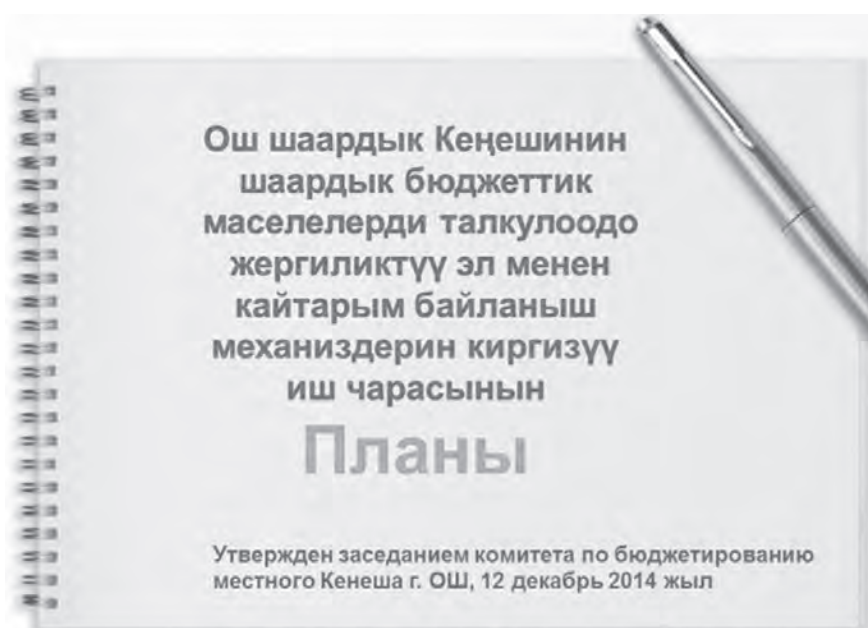 Ош шаардык Кеңешинин
шаардык бюджеттик
маселелерди талкулоодо
жергиликтүү эл менен
кайтарым байланыш
механиздерин киргизүү
иш чарасынын
Планы
Утвержден заседанием комитета по бюджетированию
местного Кенеша г. ОШ, 12 декабрь 2014 жыл